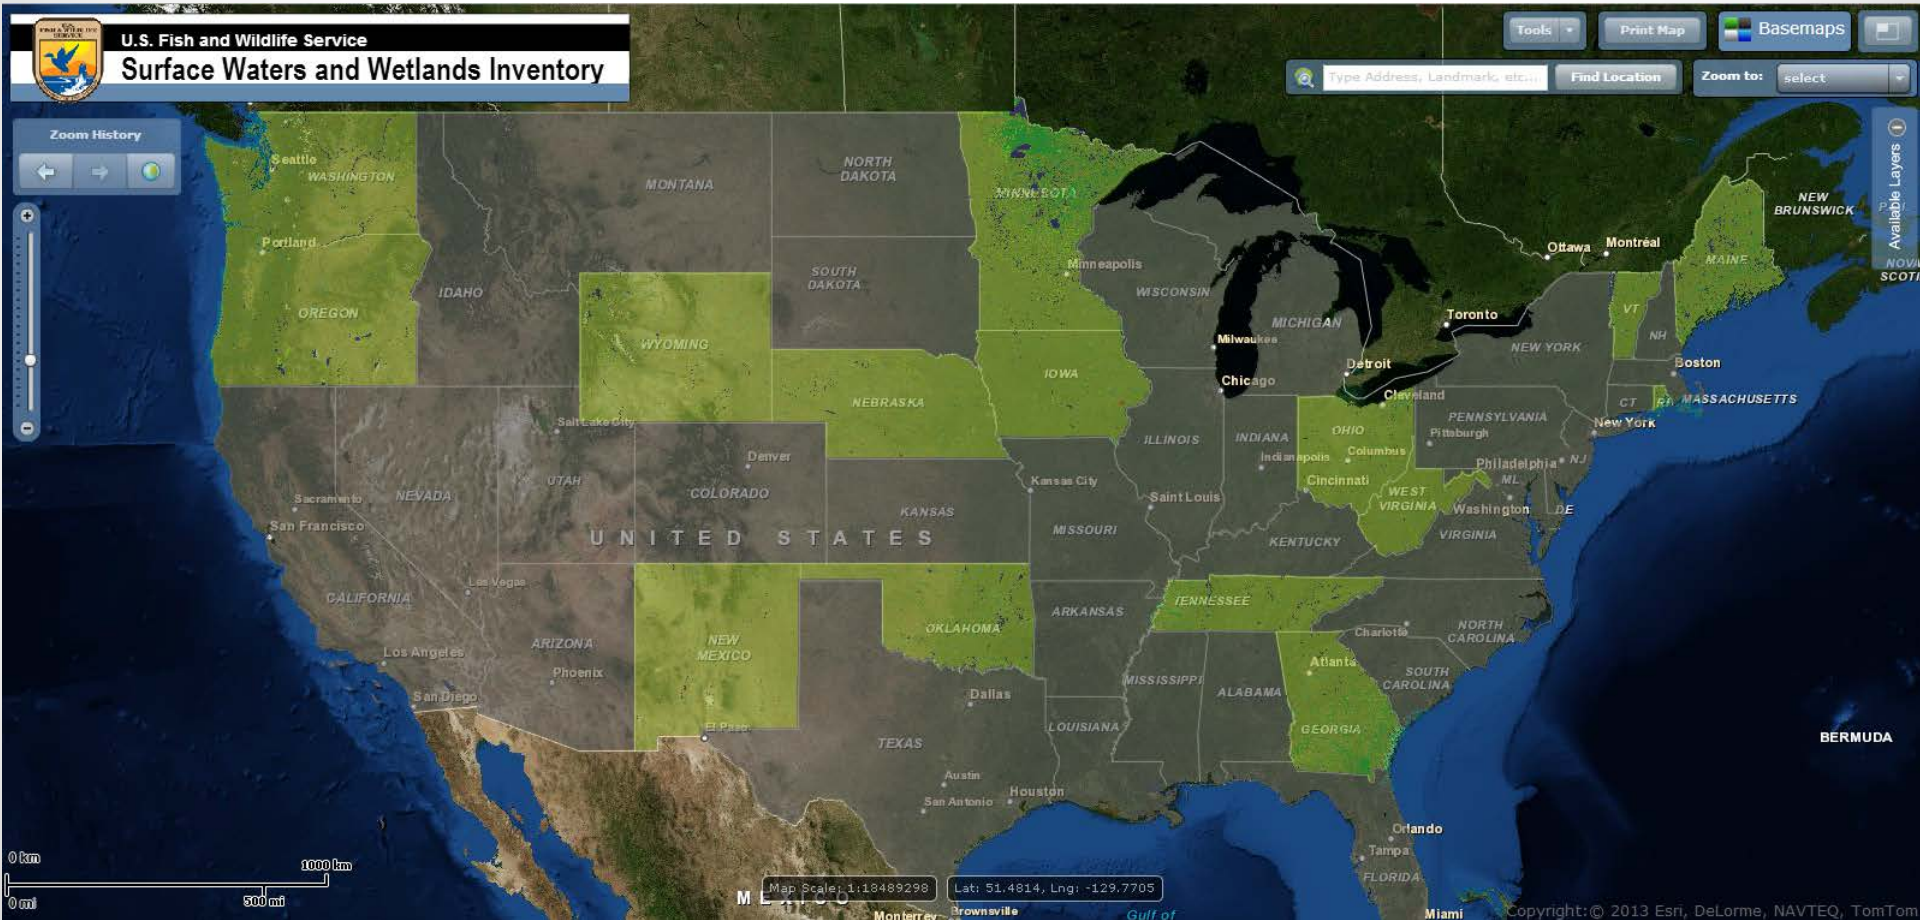 U.S. Fish and Wildlife Service
Surface Waters and Wetlands Inventory
Tools
Print Map
Basemaps
Type Address, Landmark, etc...
Find Location
Zoom to:
select
Zoom History
Available Layers
Seattle
WASHINGTON
Portland
OREGON
IDAHO
MONTANA
NORTH
DAKOTA
SOUTH
DAKOTA
MINNESOTA
Minneapolis
WISCONSIN
MICHIGAN
Milwaukee
Chicago
Detroit
Cleveland
Toronto
Ottawa
Montréal
NEW
BRUNSWICK
MAINE
VT
NH
NEW YORK
Boston
MASSACHUSETTS
CT
RI
New York
WYOMING
NEBRASKA
IOWA
Salt Lake City
Denver
NEVADA
UTAH
COLORADO
KANSAS
Kansas City
ILLINOIS
INDIANA
Indianapolis
OHIO
Columbus
Cincinnati
PENNSYLVANIA
Pittsburgh
Philadelphia
NJ
WEST
VIRGINIA
Washington
DE
VIRGINIA
Sacramento
San Francisco
UNITED STATES
Saint Louis
MISSOURI
KENTUCKY
Las Vegas
CALIFORNIA
Los Angeles
San Diego
ARIZONA
Phoenix
NEW
MEXICO
OKLAHOMA
ARKANSAS
TENNESSEE
Charlotte
NORTH
CAROLINA
SOUTH
CAROLINA
Atlanta
GEORGIA
ALABAMA
MISSISSIPPI
LOUISIANA
Dallas
El Paso
TEXAS
Austin
San Antonio
Houston
BERMUDA
Orlando
Tampa
FLORIDA
Miami
0 km
1000 km
0 mi
500 mi
MEXICO
Map Scale: 1:18489298
Lat: 51.4814, Lng: -129.7705
Monterrey
Brownsville
Gulf of
Copyright:© 2013 Esri, DeLorme, NAVTEQ, TomTom